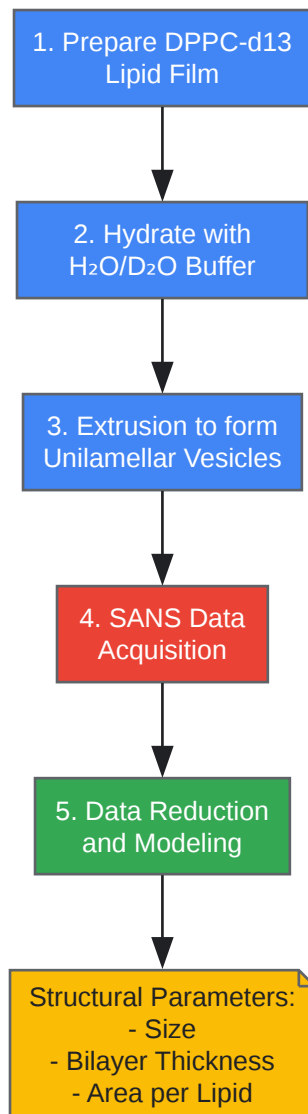 1. Prepare DPPC-d13
Lipid Film
2. Hydrate with
H₂O/D₂O Buffer
3. Extrusion to form
Unilamellar Vesicles
4. SANS Data
Acquisition
5. Data Reduction
and Modeling
Structural Parameters:
- Size
- Bilayer Thickness
- Area per Lipid